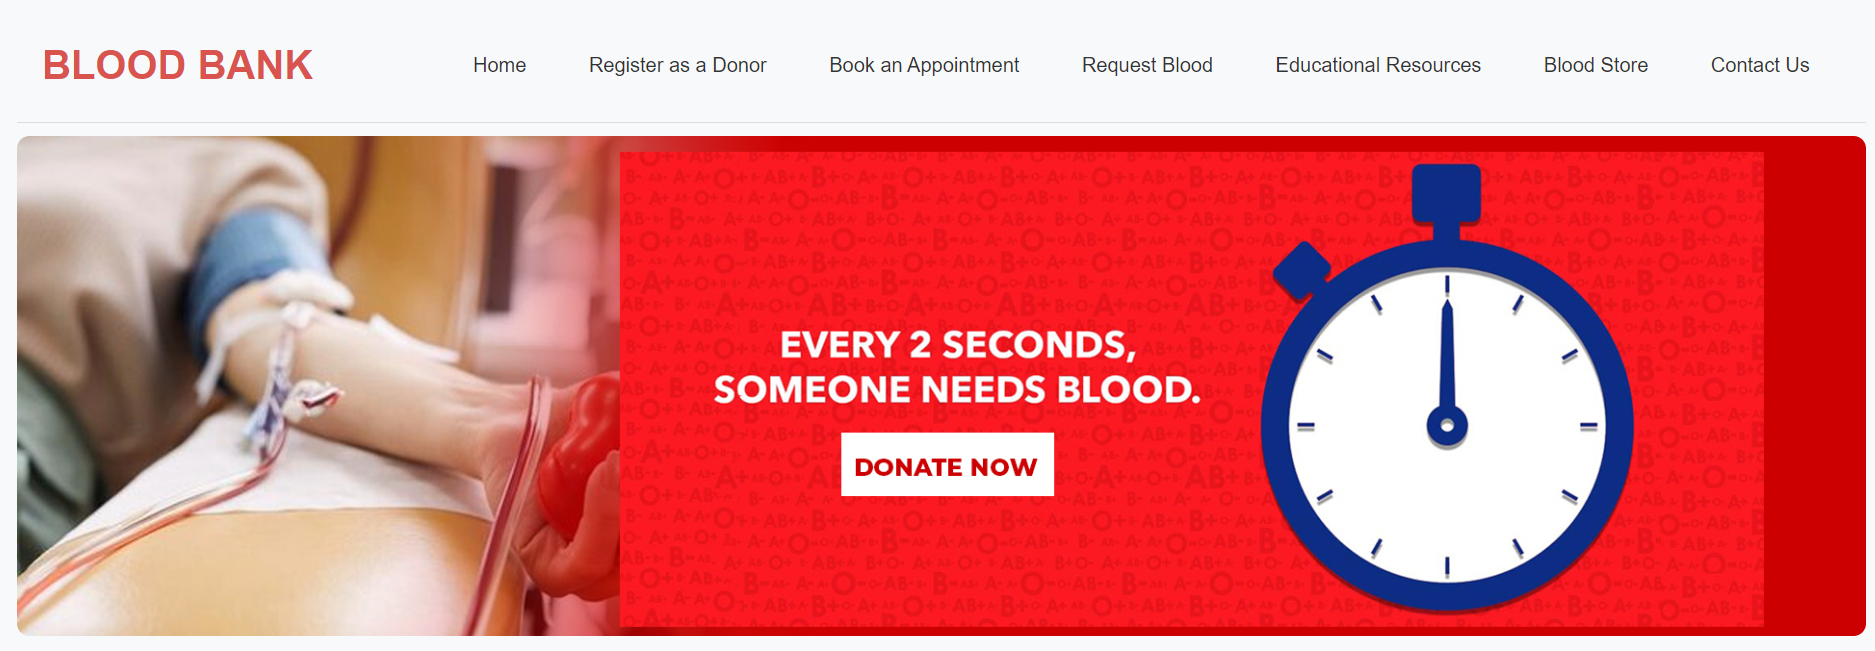 BLOOD BANK
Home Register as a Donor Book an Appointment Request Blood Educational Resources Blood Store Contact Us
EVERY 2 SECONDS,
SOMEONE NEEDS BLOOD.
DONATE NOW